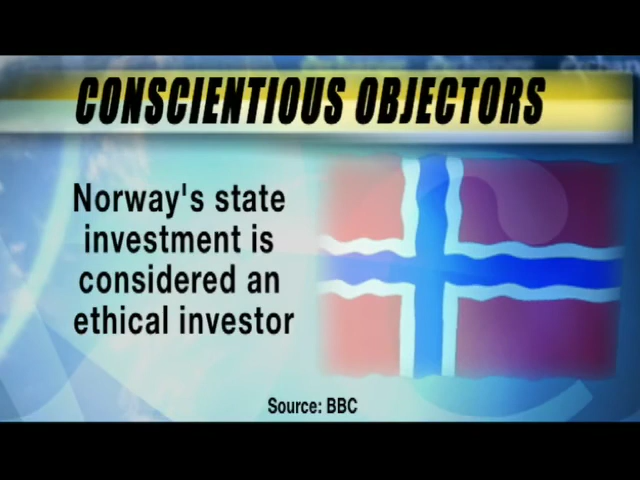 CONSCIENTIOUS OBJECTORS
Norway's state
investment is
considered an
ethical investor
Source: BBC